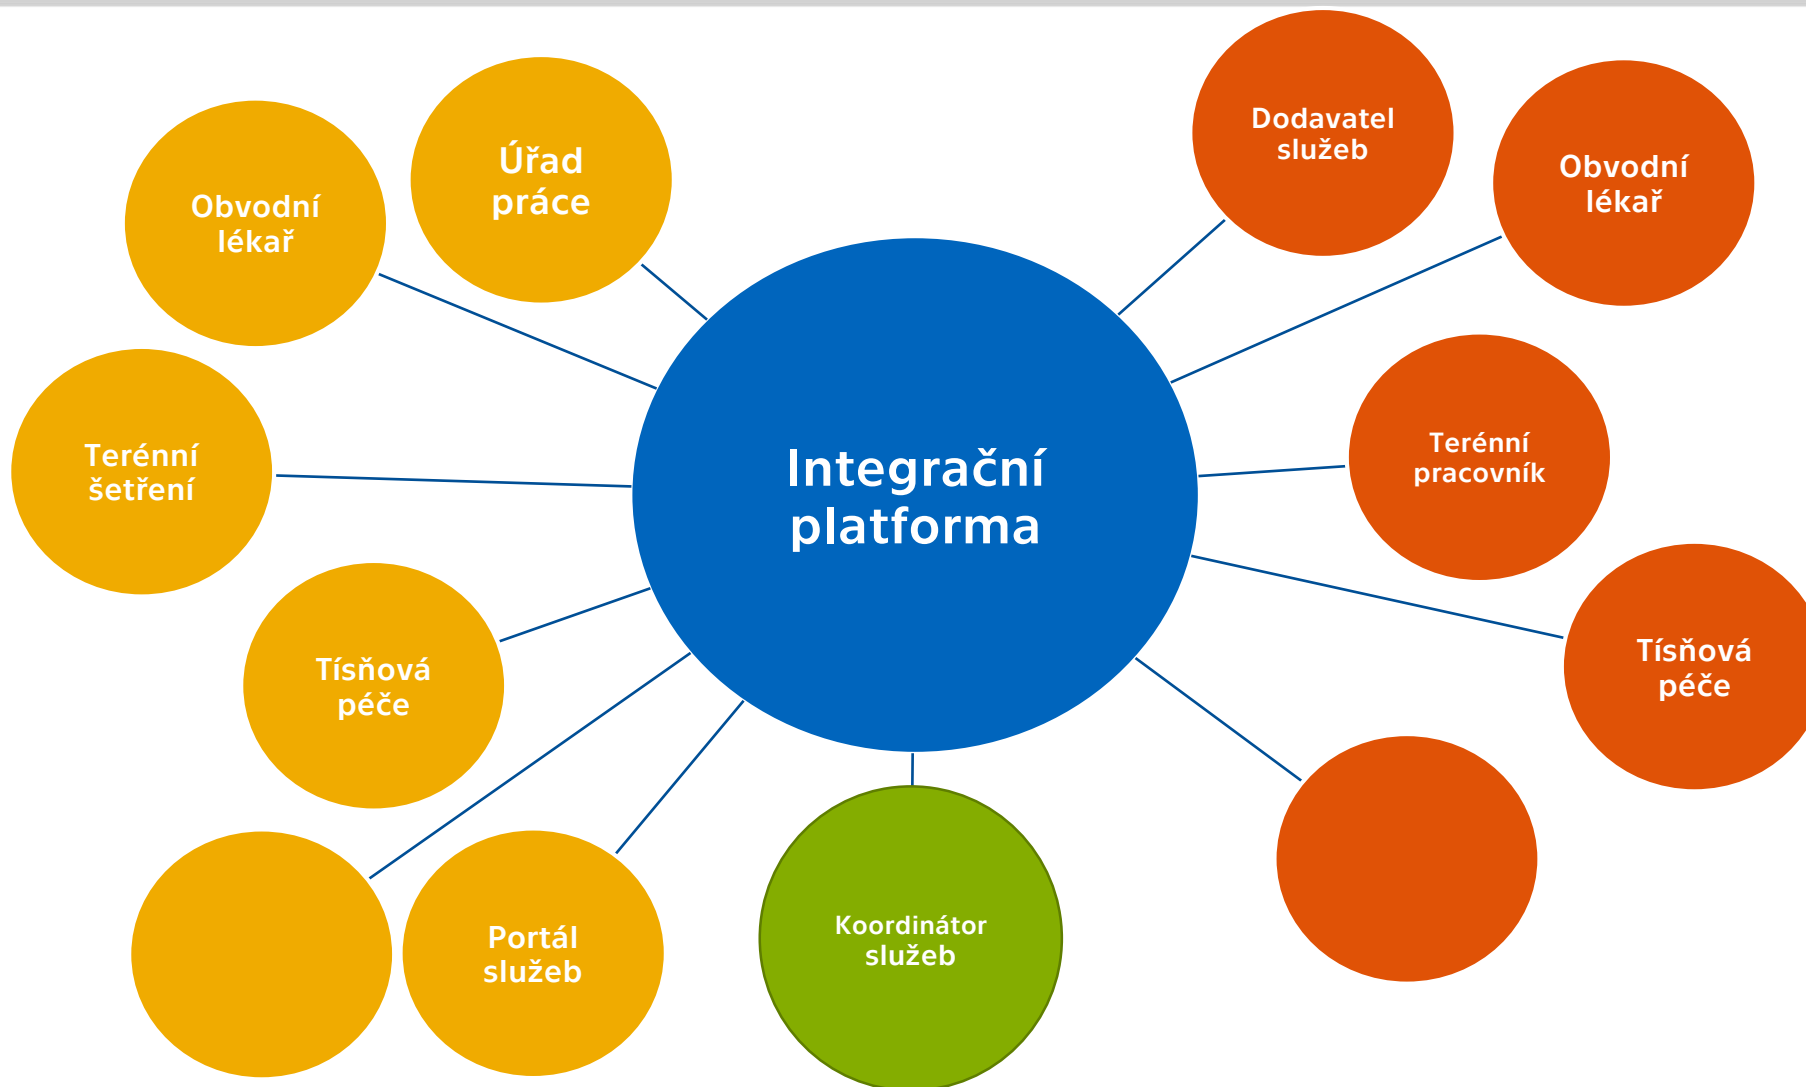 Úřad
práce
Obvodní
lékař
Terénní
šetření
Tísňová
péče
Portál
služeb
Integrační
platforma
Koordinátor
služeb
Dodavatel
služeb
Obvodní
lékař
Terénní
pracovník
Tísňová
péče